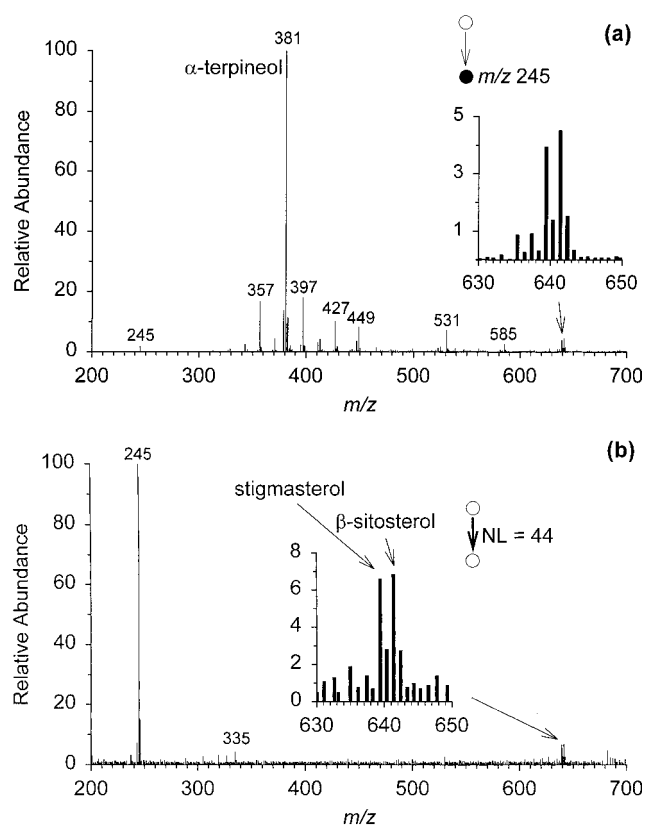 (a)
381
α-terpineol
m/z 245
100
80
60
40
20
0
Relative Abundance
357
397
427
449
531
585
245
5
3
1
630 640 650
200 300 400 500 600 700
m/z
(b)
245
stigmasterol
β-sitosterol
NL = 44
100
80
60
40
20
0
Relative Abundance
335
8
6
4
2
0
630 640 650
200 300 400 500 600 700
m/z